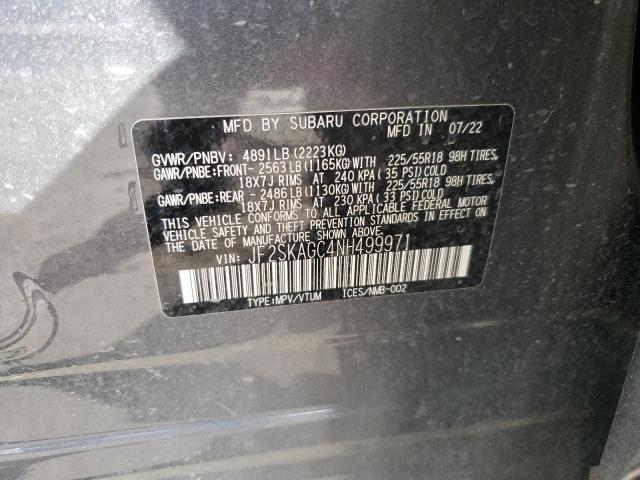 MFD BY SUBARU CORPORATION
MFD IN 07/22
GVWR/PNBV: 4891LB(2223KG)
GAWR/PNBE:FRONT- 2563LB(1165KG)WITH 225/55R18 98H TIRES,
18X7J RIMS AT 240 KPA(35 PSI)COLD
GAWR/PNBE:REAR - 2486LB(1130KG)WITH 225/55R18 98H TIRES,
18X7J RIMS AT 230 KPA(33 PSI)COLD
THIS VEHICLE CONFORMS TO ALL APPLICABLE FEDERAL MOTOR
VEHICLE SAFETY AND THEFT PREVENTION STANDARDS IN EFFECT
ON THE DATE OF MANUFACTURE SHOWN ABOVE.
VIN: JF2SKAGC4NH499971
TYPE:MPV/VTUM ICES/NMB-002